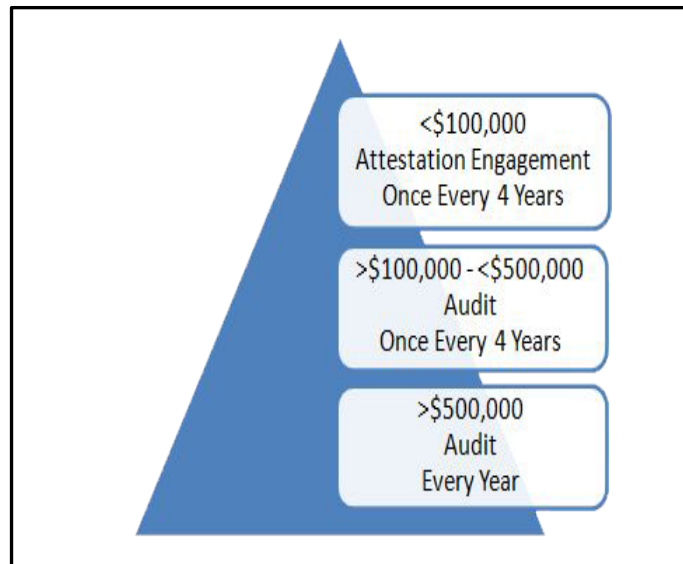 <$100,000
Attestation Engagement
Once Every 4 Years
>$100,000 - <$500,000
Audit
Once Every 4 Years
>$500,000
Audit
Every Year